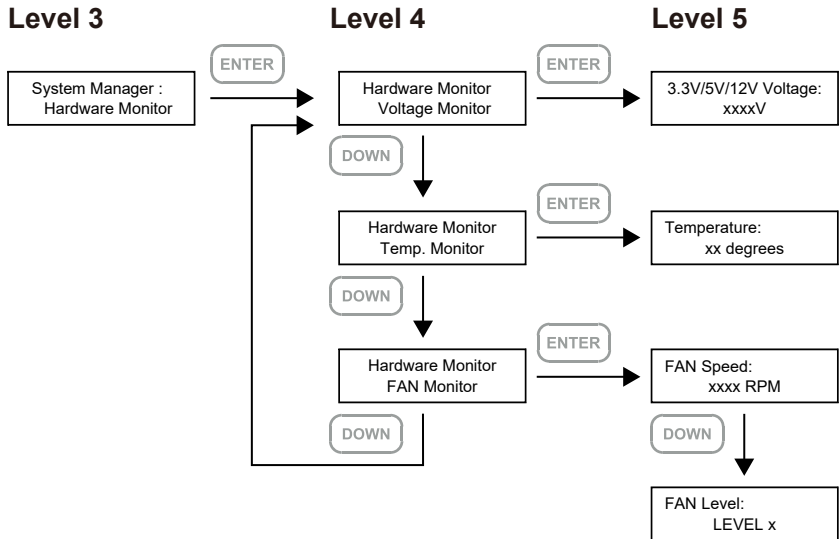 Level 3
Level 4
Level 5
ENTER
ENTER
System Manager :
Hardware Monitor
Hardware Monitor
Voltage Monitor
3.3V/5V/12V Voltage:
xxxxV
DOWN
ENTER
Hardware Monitor
Temp. Monitor
Temperature:
xx degrees
DOWN
ENTER
Hardware Monitor
FAN Monitor
FAN Speed:
xxxx RPM
DOWN
DOWN
FAN Level:
LEVEL x